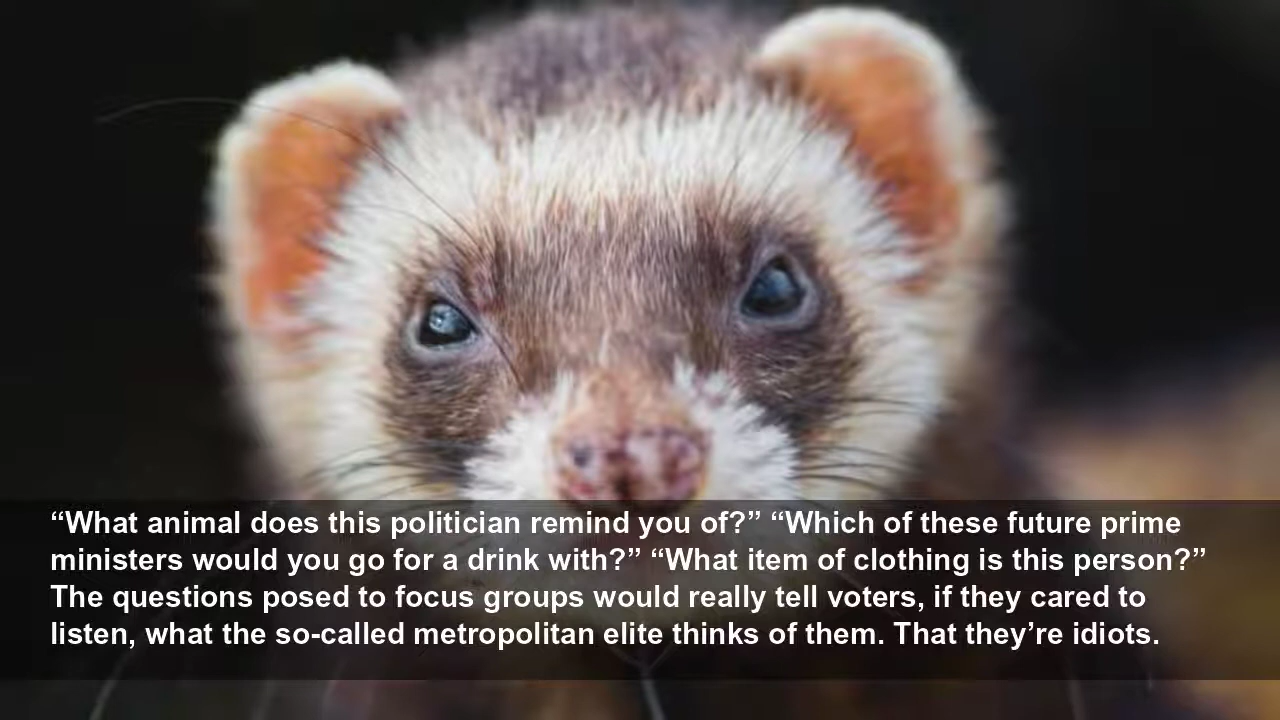 “What animal does this politician remind you of?” “Which of these future prime
ministers would you go for a drink with?” “What item of clothing is this person?”
The questions posed to focus groups would really tell voters, if they cared to
listen, what the so-called metropolitan elite thinks of them. That they’re idiots.